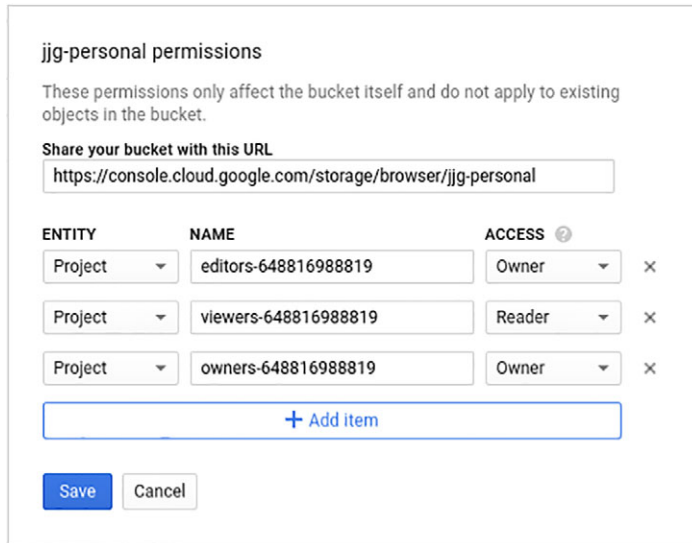 jjg-personal permissions
These permissions only affect the bucket itself and do not apply to existing
objects in the bucket.
Share your bucket with this URL
https://console.cloud.google.com/storage/browser/jjg-personal
ENTITY NAME ACCESS ?
Project editors-648816988819 Owner ×
Project viewers-648816988819 Reader ×
Project owners-648816988819 Owner ×
+ Add item
Save Cancel